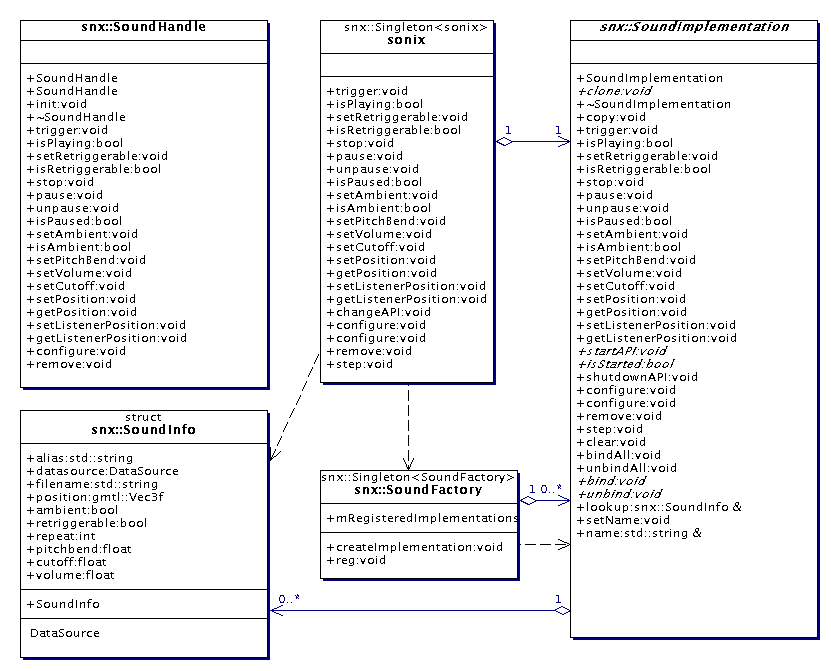 snx::SoundHandle
+SoundHandle
+SoundHandle
+init:void
+~SoundHandle
+trigger:void
+isPlaying:bool
+setRetriggerable:void
+isRetriggerable:bool
+stop:void
+pause:void
+unpause:void
+isPaused:bool
+setAmbient:void
+isAmbient:bool
+setPitchBend:void
+setVolume:void
+setCutoff:void
+setPosition:void
+getPosition:void
+setListenerPosition:void
+getListenerPosition:void
+configure:void
+remove:void
snx::Singleton<sonix>
sonix
+trigger:void
+isPlaying:bool
+setRetriggerable:void
+isRetriggerable:bool
+stop:void
+pause:void
+unpause:void
+isPaused:bool
+setAmbient:void
+isAmbient:bool
+setPitchBend:void
+setVolume:void
+setCutoff:void
+setPosition:void
+getPosition:void
+setListenerPosition:void
+getListenerPosition:void
+changeAPI:void
+configure:void
+configure:void
+remove:void
+step:void
1 1
snx::SoundImplementation
+SoundImplementation
+clone:void
+~SoundImplementation
+copy:void
+trigger:void
+isPlaying:bool
+setRetriggerable:void
+isRetriggerable:bool
+stop:void
+pause:void
+unpause:void
+isPaused:bool
+setAmbient:void
+isAmbient:bool
+setPitchBend:void
+setVolume:void
+setCutoff:void
+setPosition:void
+getPosition:void
+setListenerPosition:void
+getListenerPosition:void
+startAPI:void
+isStarted:bool
+shutdownAPI:void
+configure:void
+configure:void
+remove:void
+step:void
+clear:void
+bindAll:void
+unbindAll:void
+bind:void
+unbind:void
+lookup:snx::SoundInfo &
+setName:void
+name:std::string &
struct
snx::SoundInfo
+alias:std::string
+datasource:DataSource
+filename:std::string
+position:gmtl::Vec3f
+ambient:bool
+retriggerable:bool
+repeat:int
+pitchbend:float
+cutoff:float
+volume:float
+SoundInfo
DataSource
snx::Singleton<SoundFactory>
snx::SoundFactory
+mRegisteredImplementations
+createImplementation:void
+reg:void
1 0..*
0..* 1